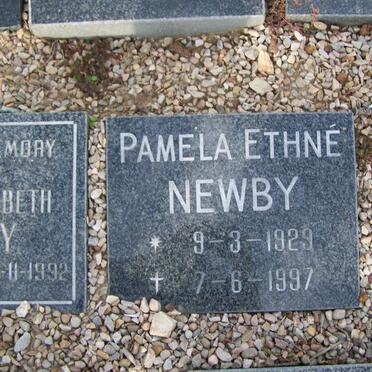 MORY
BETH
Y
11-1992
PAMELA ETHNÉ
NEWBY
* 9-3-1929
✝ 7-6-1997